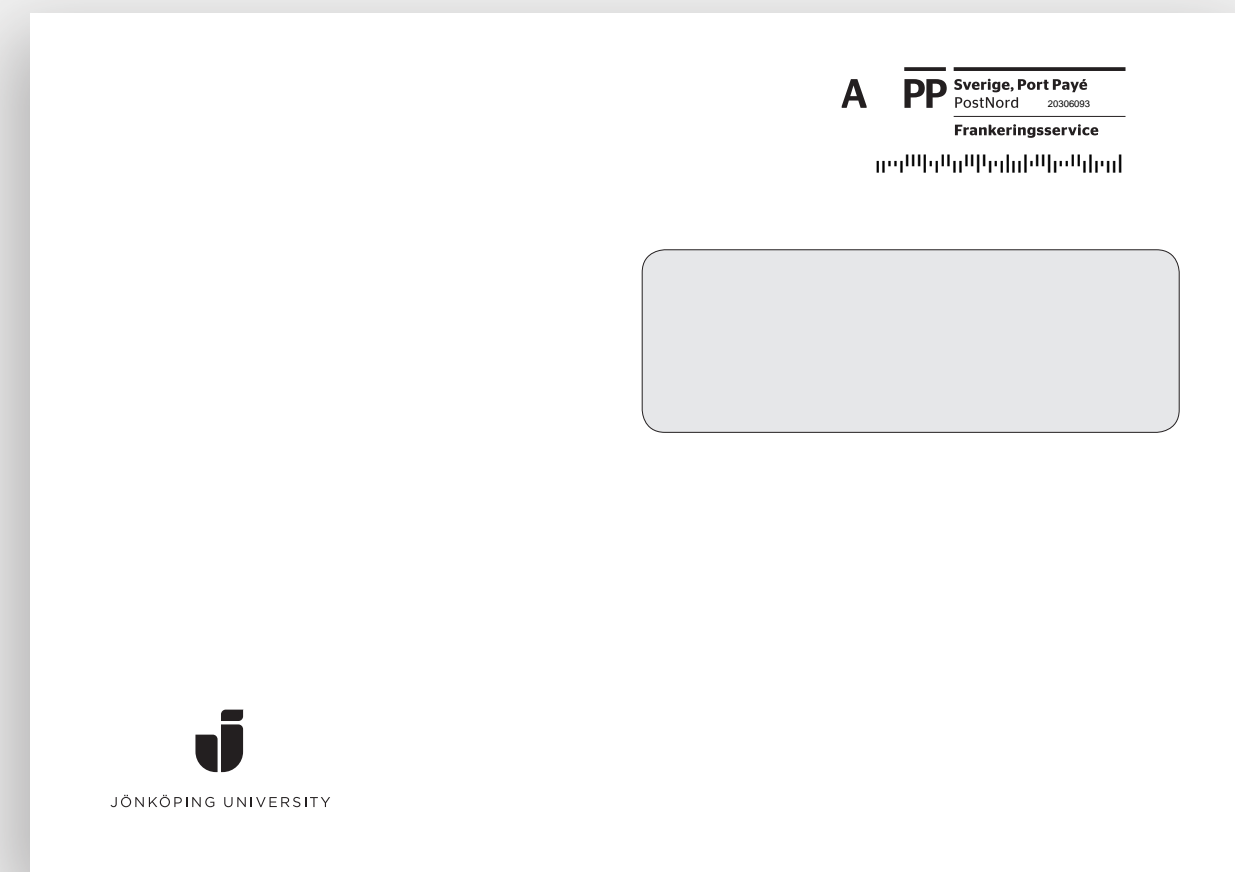 A PP Sverige, Port Payé
PostNord 20306093
Frankeringsservice
JÖNKÖPING UNIVERSITY